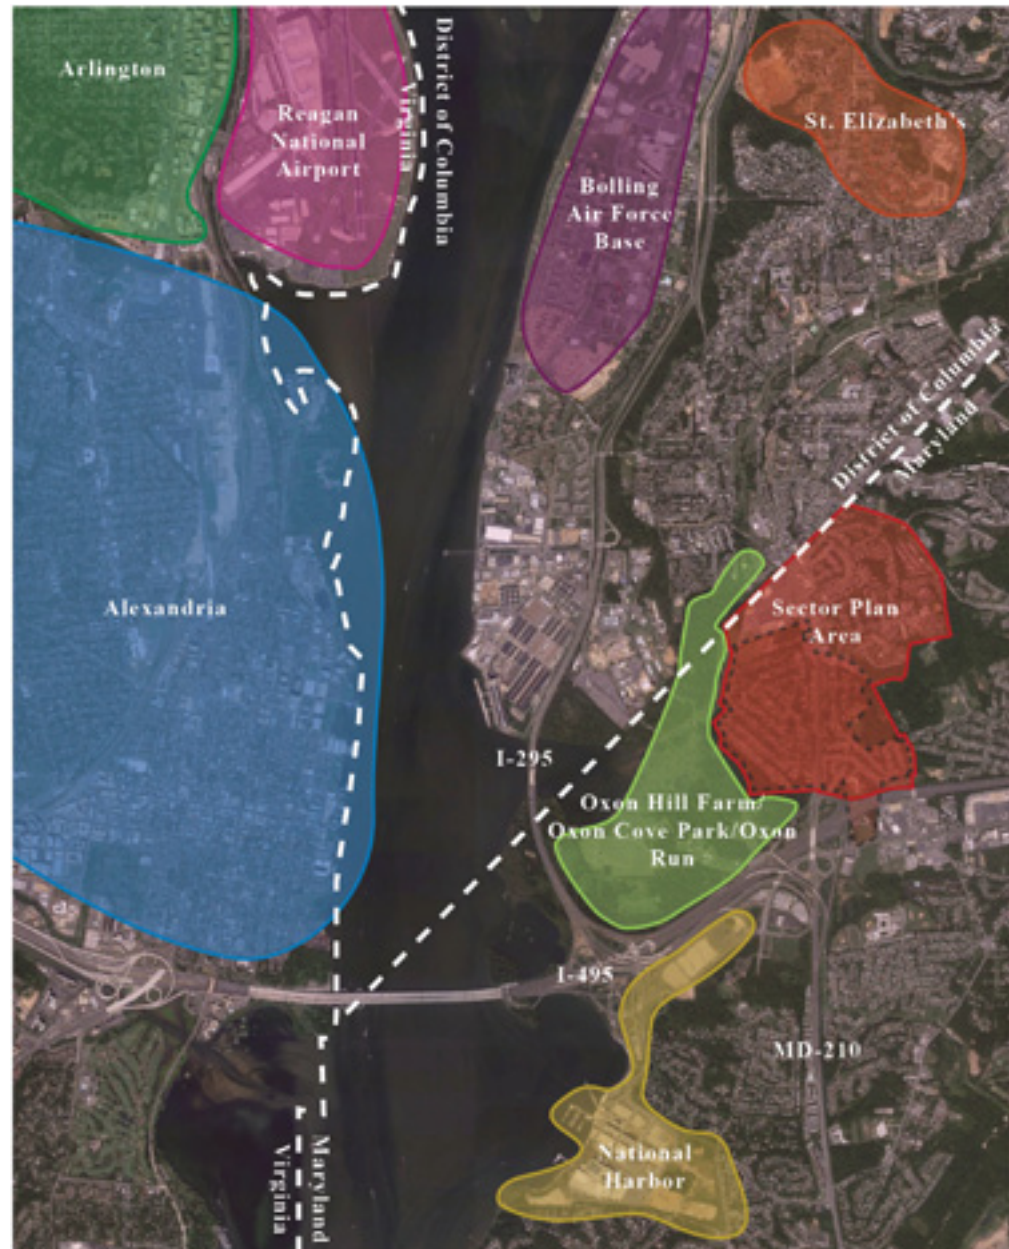 Arlington
Reagan
National
Airport
Virginia
District of Columbia
Bolling
Air Force
Base
St. Elizabeth's
District of Columbia
Maryland
Alexandria
Sector Plan
Area
I-295
Oxon Hill Farm/
Oxon Cove Park/Oxon
Run
I-495
MD-210
National
Harbor
Virginia
Maryland